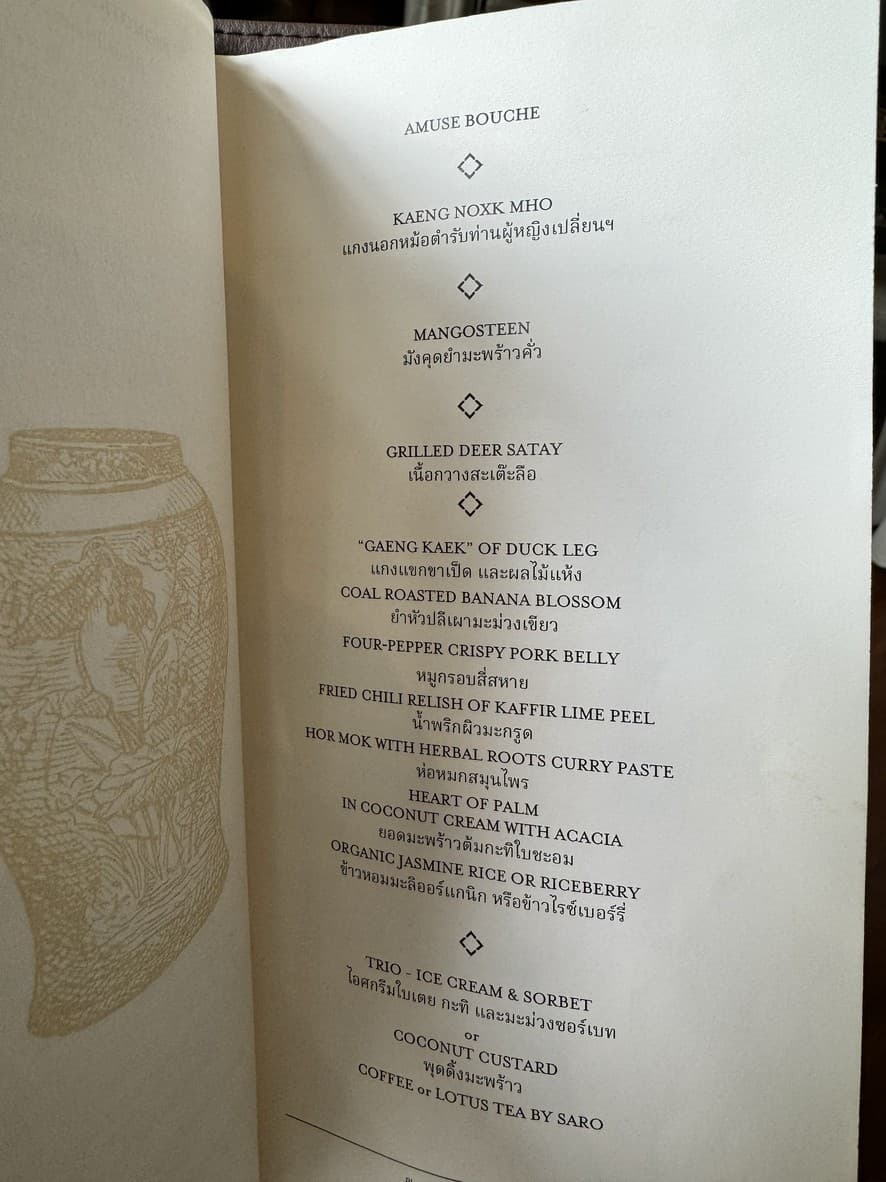 AMUSE BOUCHE
KAENG NOXK MHO
แกงนอกหม้อตำรับท่านผู้หญิงเปลี่ยนฯ
MANGOSTEEN
มังคุดยำมะพร้าวคั่ว
GRILLED DEER SATAY
เนื้อกวางสะเต๊ะลือ
“GAENG KAEK” OF DUCK LEG
แกงแขกขาเป็ด และผลไม้แห้ง
COAL ROASTED BANANA BLOSSOM
ยำหัวปลีเผามะม่วงเขียว
FOUR-PEPPER CRISPY PORK BELLY
หมูกรอบสี่สหาย
FRIED CHILI RELISH OF KAFFIR LIME PEEL
น้ำพริกผิวมะกรูด
HOR MOK WITH HERBAL ROOTS CURRY PASTE
ห่อหมกสมุนไพร
HEART OF PALM
IN COCONUT CREAM WITH ACACIA
ยอดมะพร้าวต้มกะทิใบชะอม
ORGANIC JASMINE RICE OR RICEBERRY
ข้าวหอมมะลิออร์แกนิก หรือข้าวไรซ์เบอร์รี่
TRIO - ICE CREAM & SORBET
ไอศกรีมใบเตย กะทิ และมะม่วงซอร์เบท
or
COCONUT CUSTARD
พุดดิ้งมะพร้าว
COFFEE or LOTUS TEA BY SARO